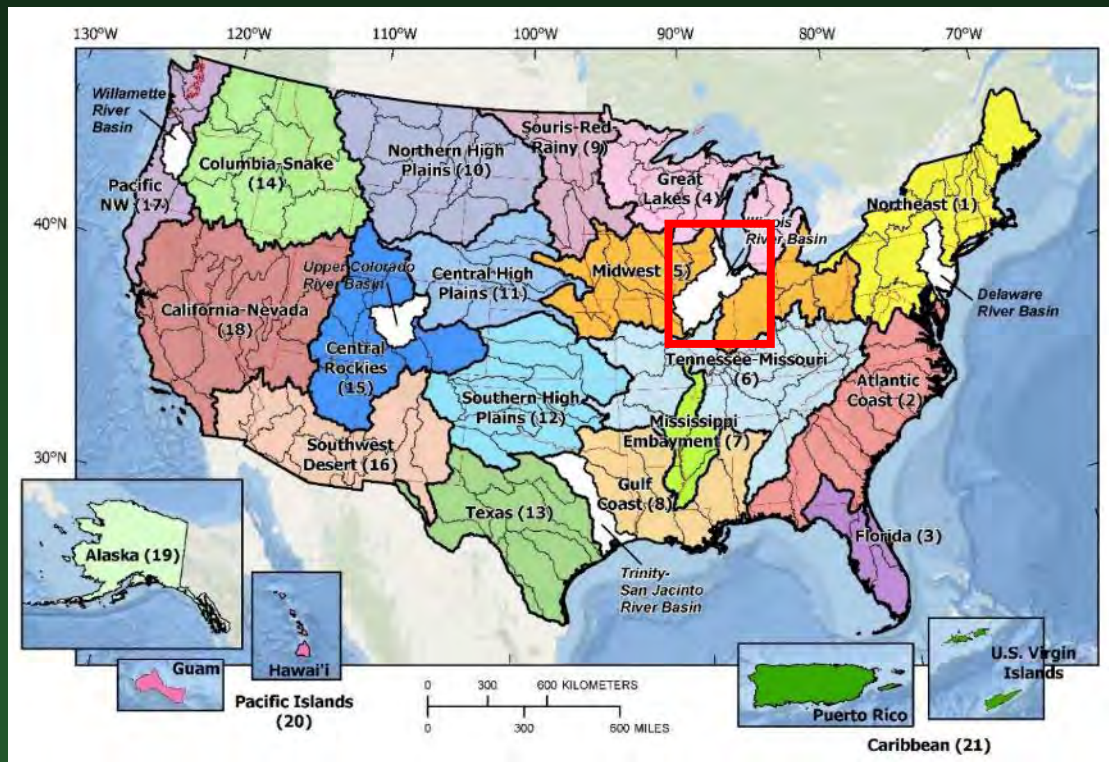 130°W
120°W
110°W
100°W
90°W
80°W
70°W
40°N
30°N
Willamette
River
Basin
Columbia-Snake
(14)
Pacific
NW (17)
Northern High
Plains (10)
Souris-Red-
Rainy (9)
Great
Lakes (4)
Illinois
River Basin
Northeast (1)
Delaware
River Basin
Midwest (5)
Upper Colorado
River Basin
Central High
Plains (11)
California-Nevada
(18)
Central
Rockies
(15)
Tennessee-Missouri
(6)
Atlantic
Coast (2)
Southern High
Plains (12)
Mississippi
Embayment (7)
Southwest
Desert (16)
Gulf
Coast (8)
Texas (13)
Florida (3)
Trinity-
San Jacinto
River Basin
Alaska (19)
Guam
Hawai'i
Pacific Islands
(20)
0 300 600 KILOMETERS
0 300 600 MILES
Puerto Rico
U.S. Virgin
Islands
Caribbean (21)